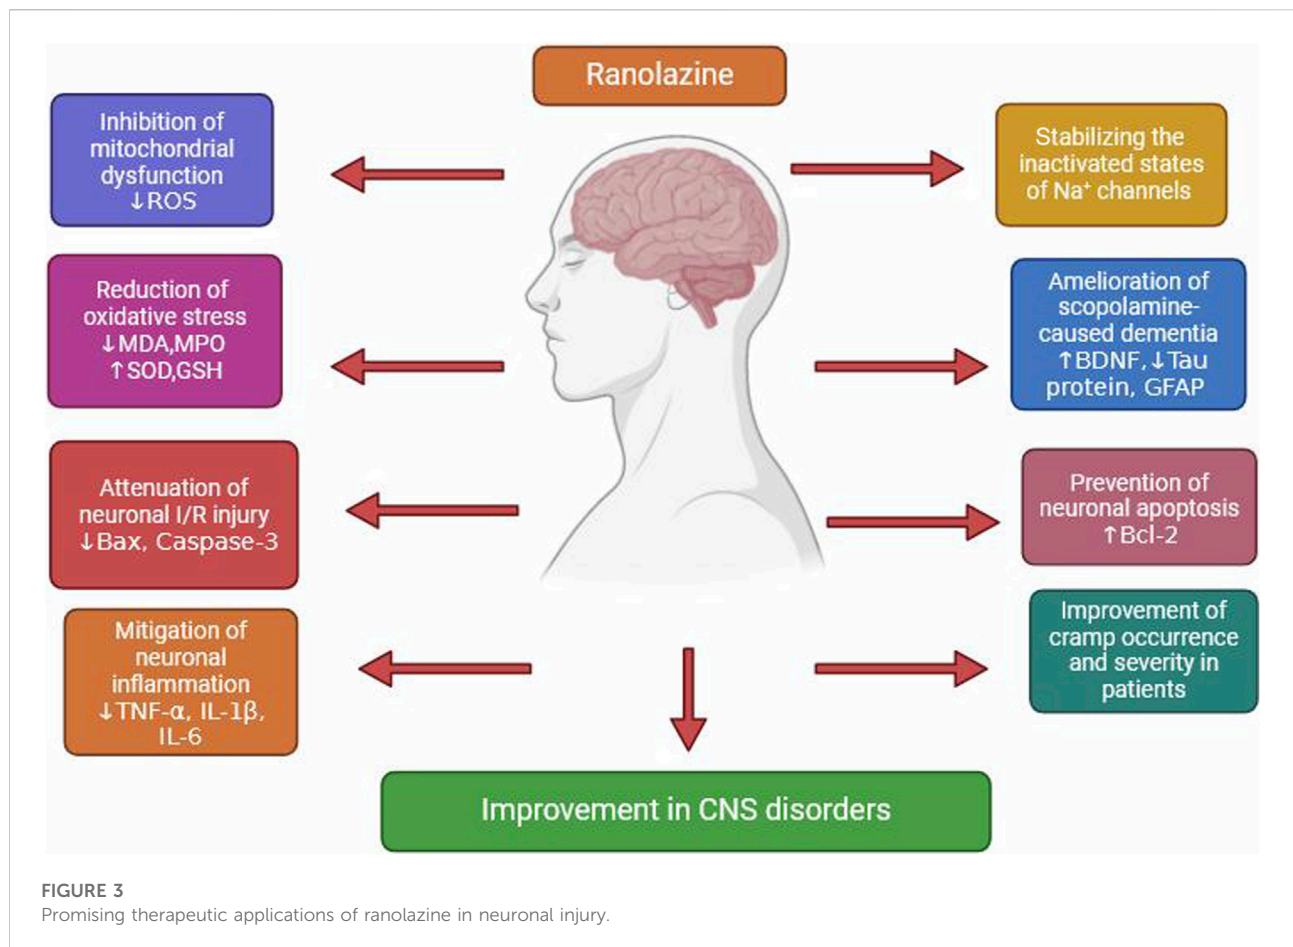 Ranolazine
Inhibition of
mitochondrial
dysfunction
↓ROS
Reduction of
oxidative stress
↓MDA,MPO
↑SOD,GSH
Attenuation of
neuronal I/R injury
↓Bax, Caspase-3
Mitigation of
neuronal
inflammation
↓TNF-α, IL-1β,
IL-6
Stabilizing the
inactivated states
of Na⁺ channels
Amelioration of
scopolamine-
caused dementia
↑BDNF,↓Tau
protein, GFAP
Prevention of
neuronal apoptosis
↑Bcl-2
Improvement of
cramp occurrence
and severity in
patients
Improvement in CNS disorders
FIGURE 3
Promising therapeutic applications of ranolazine in neuronal injury.